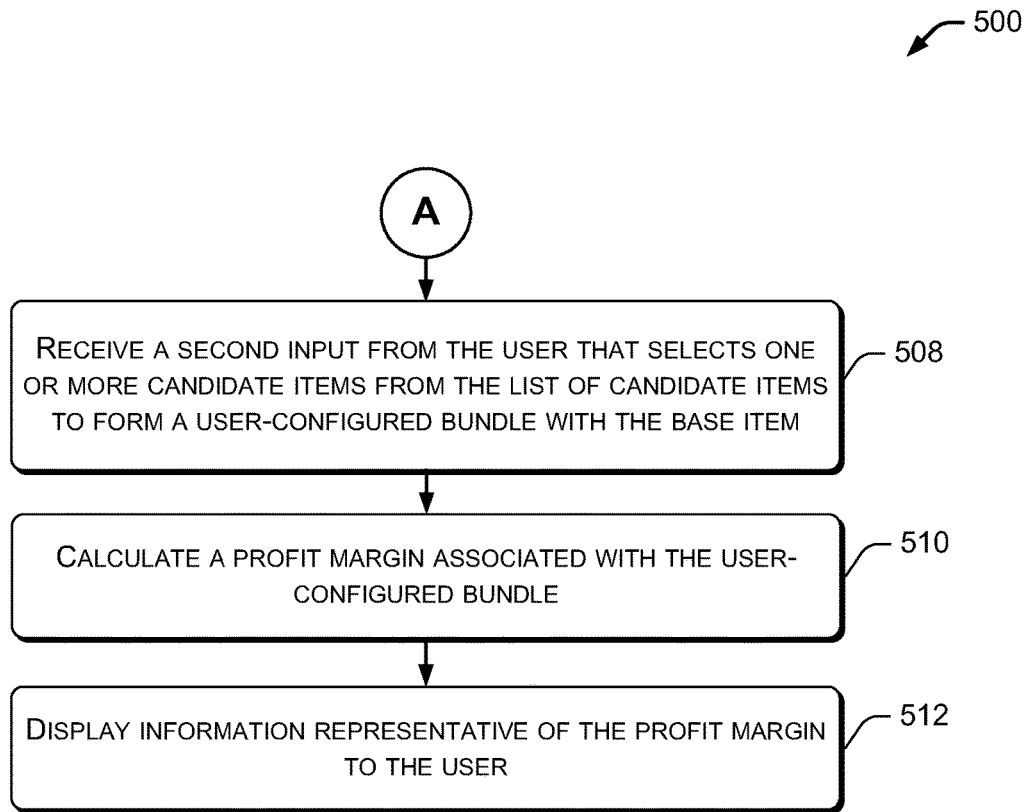 500
A
RECEIVE A SECOND INPUT FROM THE USER THAT SELECTS ONE
OR MORE CANDIDATE ITEMS FROM THE LIST OF CANDIDATE ITEMS
TO FORM A USER-CONFIGURED BUNDLE WITH THE BASE ITEM
508
CALCULATE A PROFIT MARGIN ASSOCIATED WITH THE USER-
CONFIGURED BUNDLE
510
DISPLAY INFORMATION REPRESENTATIVE OF THE PROFIT MARGIN
TO THE USER
512